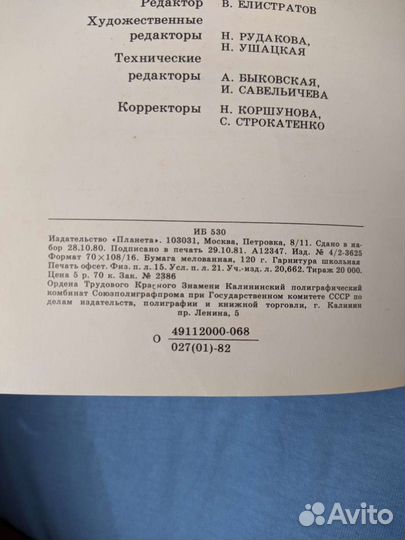 Редактор В. ЕЛИСТРАТОВ
Художественные
редакторы Н. РУДАКОВА,
Н. УШАЦКАЯ
Технические
редакторы А. БЫКОВСКАЯ,
И. САВЕЛЬИЧЕВА
Корректоры Н. КОРШУНОВА,
С. СТРОКАТЕНКО
ИБ 530
Издательство «Планета». 103031, Москва, Петровка, 8/11. Сдано в на-
бор 28.10.80. Подписано в печать 29.10.81. А12347. Изд. № 4/2-3625
Формат 70×108/16. Бумага мелованная, 120 г. Гарнитура школьная
Печать офсет. Физ. п. л. 15. Усл. п. л. 21. Уч.-изд. л. 20,662. Тираж 20 000.
Цена 5 р. 70 к. Зак. № 2386
Ордена Трудового Красного Знамени Калининский полиграфический
комбинат Союзполиграфпрома при Государственном комитете СССР по
делам издательств, полиграфии и книжной торговли, г. Калинин
пр. Ленина, 5
О 49112000-068
027(01)-82
Avito